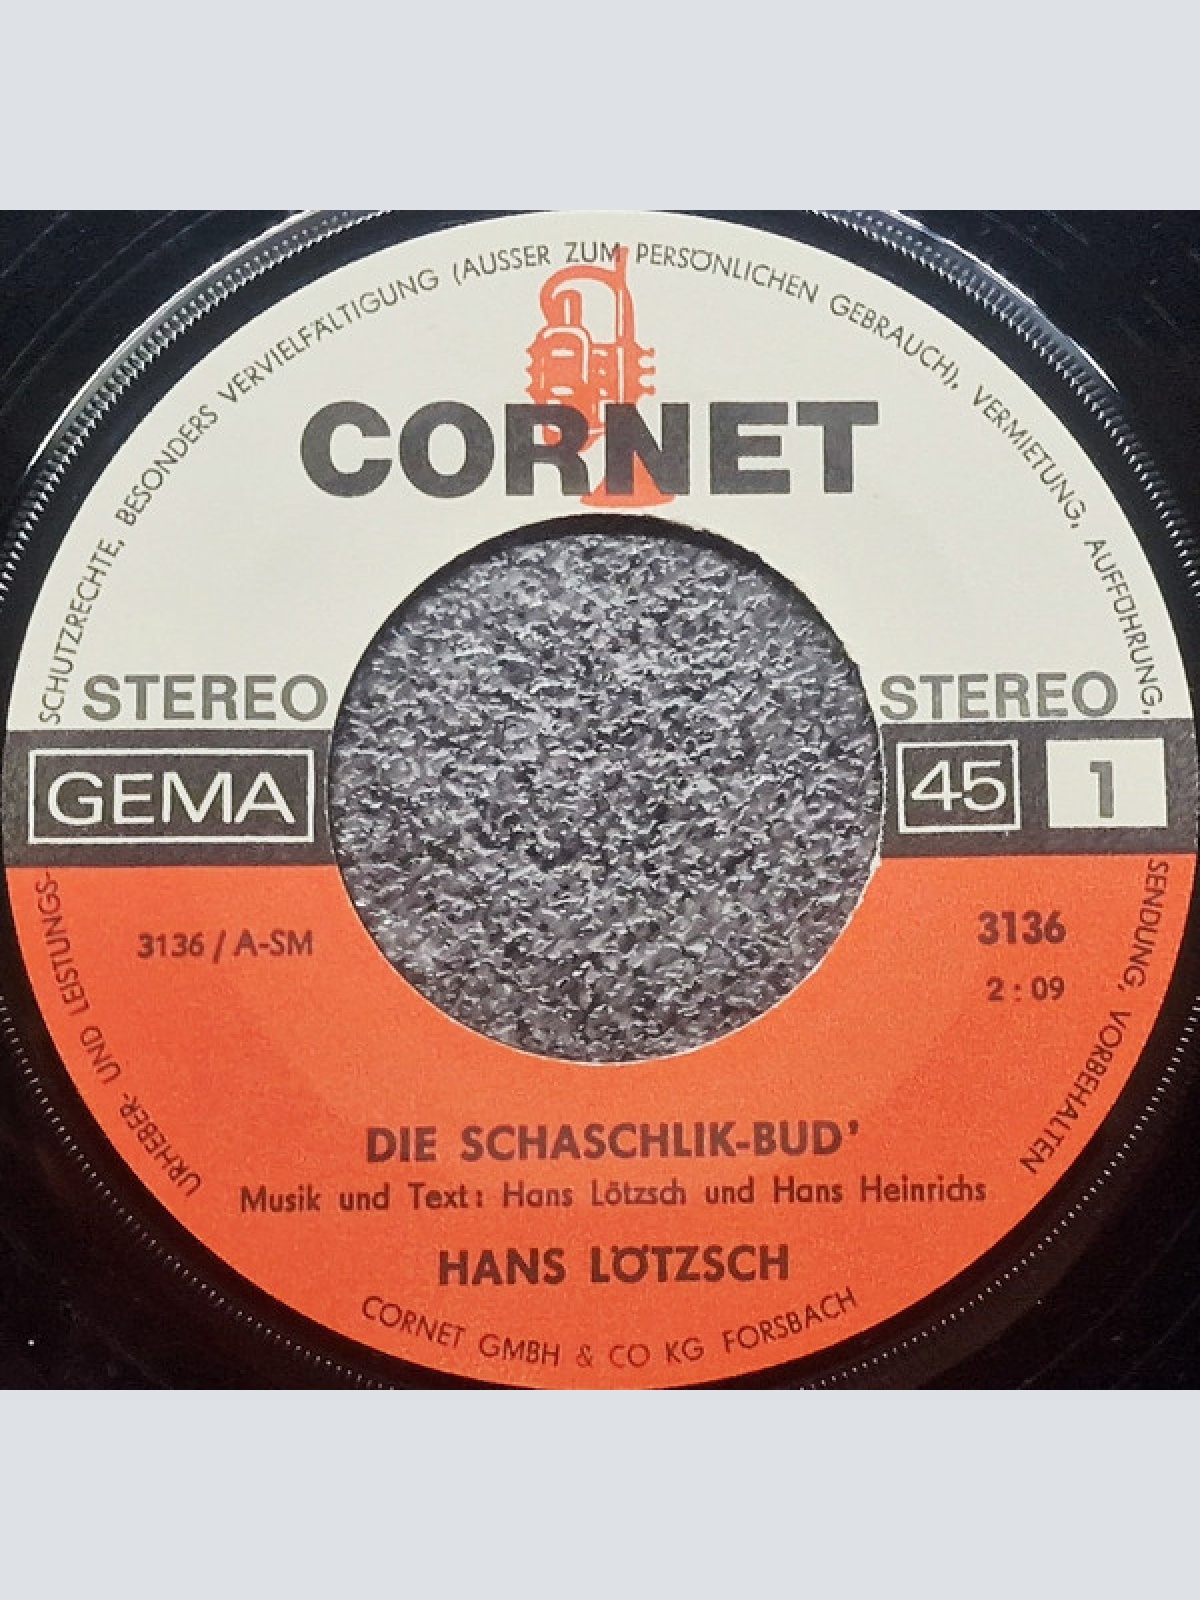 URHEBER- UND LEISTUNGS-
SCHUTZRECHTE, BESONDERS VERVIELFÄLTIGUNG (AUSSER ZUM PERSÖNLICHEN GEBRAUCH), VERMIETUNG, AUFFÜHRUNG,
SENDUNG, VORBEHALTEN
CORNET
STEREO STEREO
GEMA 45 1
3136 / A-SM 3136
2 : 09
DIE SCHASCHLIK-BUD'
Musik und Text: Hans Lötzsch und Hans Heinrichs
HANS LÖTZSCH
CORNET GMBH & CO KG FORSBACH